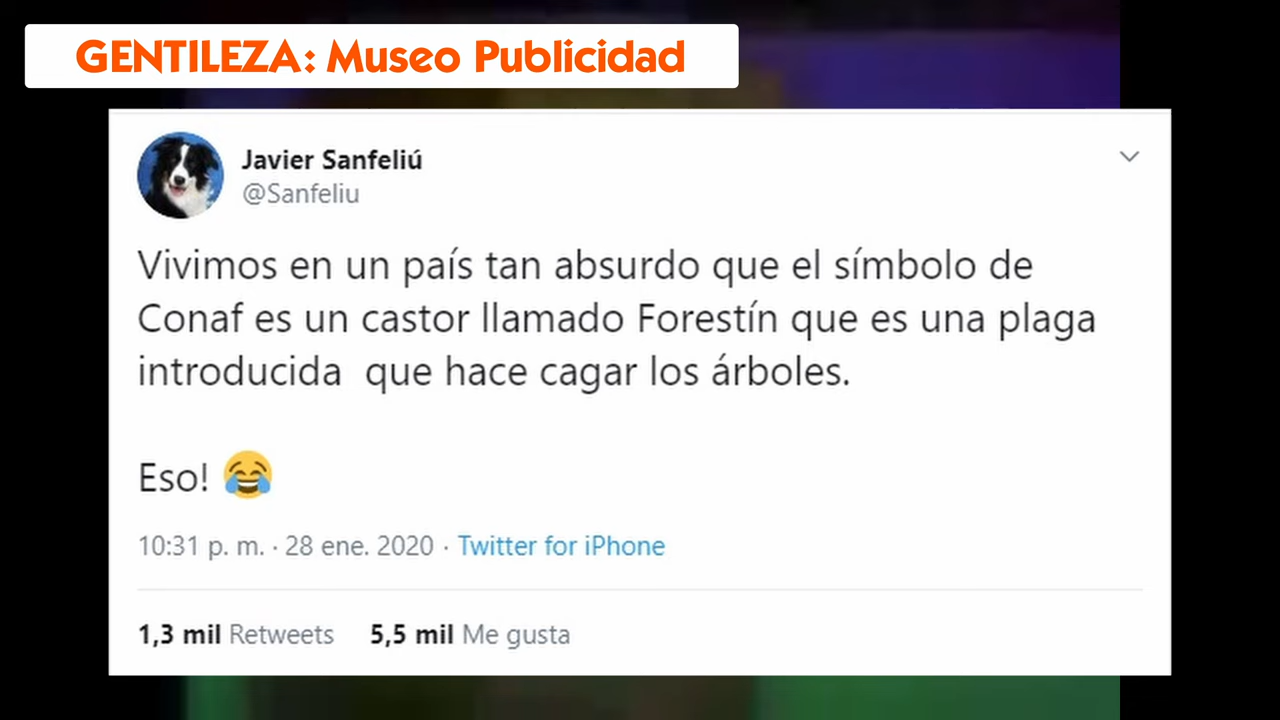 GENTILEZA: Museo Publicidad
Javier Sanfeliú
@Sanfeliu
Vivimos en un país tan absurdo que el símbolo de
Conaf es un castor llamado Forestín que es una plaga
introducida  que hace cagar los árboles.
Eso! 😂
10:31 p. m. · 28 ene. 2020 · Twitter for iPhone
1,3 mil Retweets 5,5 mil Me gusta